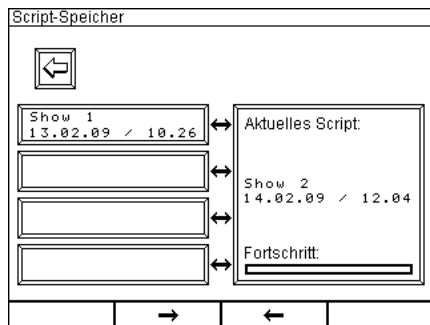 Script-Speicher
Show 1
13.02.09 / 10.26
Aktuelles Script:
Show 2
14.02.09 / 12.04
Fortschritt: